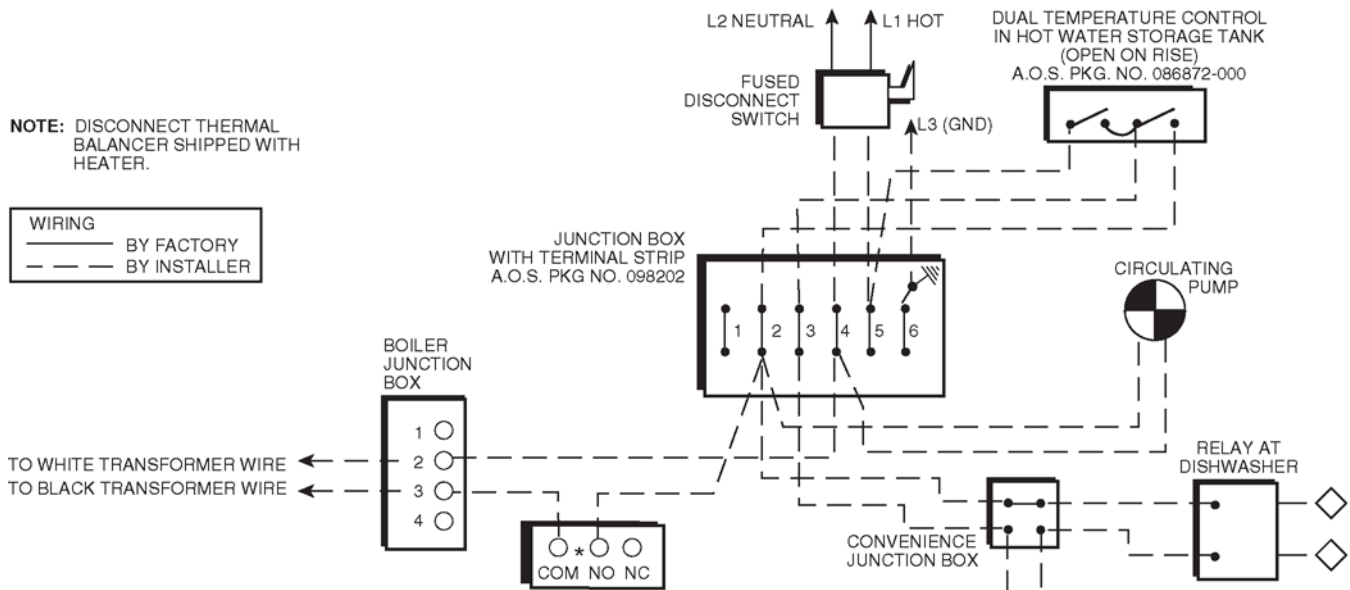 L2 NEUTRAL
L1 HOT
DUAL TEMPERATURE CONTROL
IN HOT WATER STORAGE TANK
(OPEN ON RISE)
A.O.S. PKG. NO. 086872-000
FUSED
DISCONNECT
SWITCH
L3 (GND)
NOTE: DISCONNECT THERMAL
BALANCER SHIPPED WITH
HEATER.
WIRING
BY FACTORY
BY INSTALLER
JUNCTION BOX
WITH TERMINAL STRIP
A.O.S. PKG NO. 098202
1 2 3 4 5 6
CIRCULATING
PUMP
BOILER
JUNCTION
BOX
1
2
3
4
TO WHITE TRANSFORMER WIRE
TO BLACK TRANSFORMER WIRE
*
COM NO NC
CONVENIENCE
JUNCTION BOX
RELAY AT
DISHWASHER